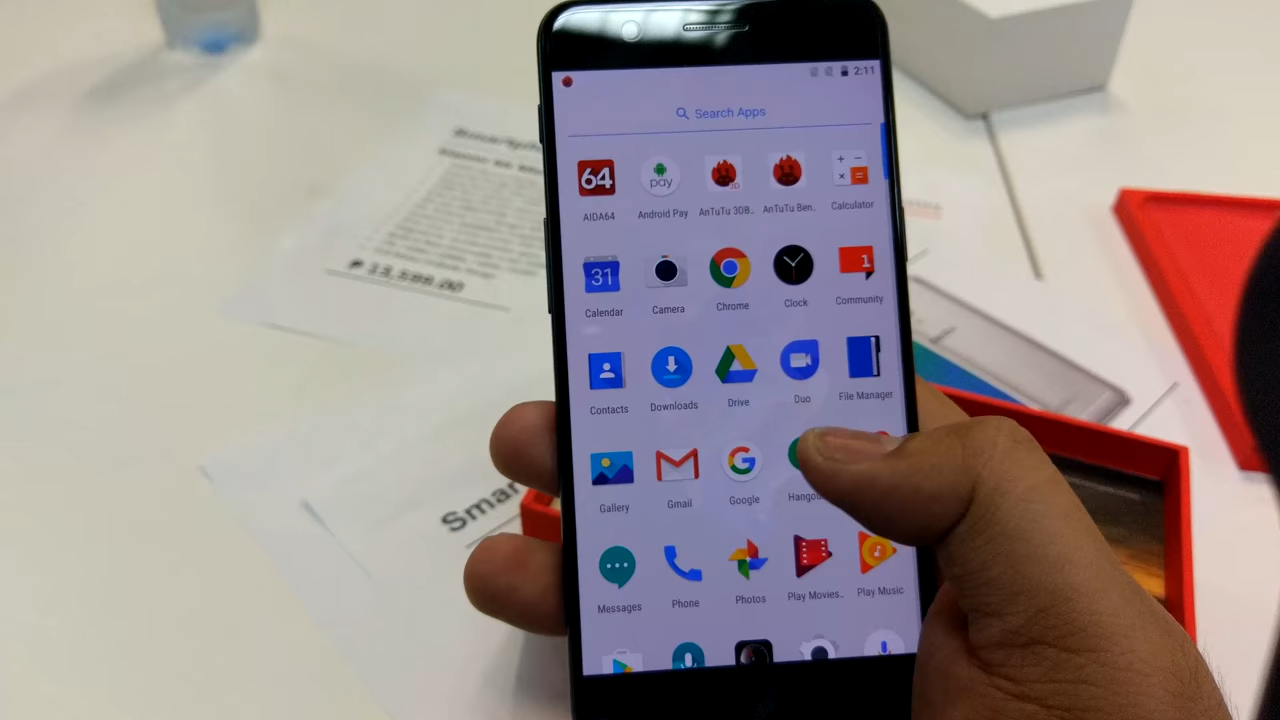 2:11
Search Apps
64
pay
3D
AIDA64
Android Pay
AnTuTu 3DB..
AnTuTu Ben..
Calculator
31
1
Calendar
Camera
Chrome
Clock
Community
Contacts
Downloads
Drive
Duo
File Manager
Gallery
Gmail
Google
Hangou
Messages
Phone
Photos
Play Movies..
Play Music
Smar